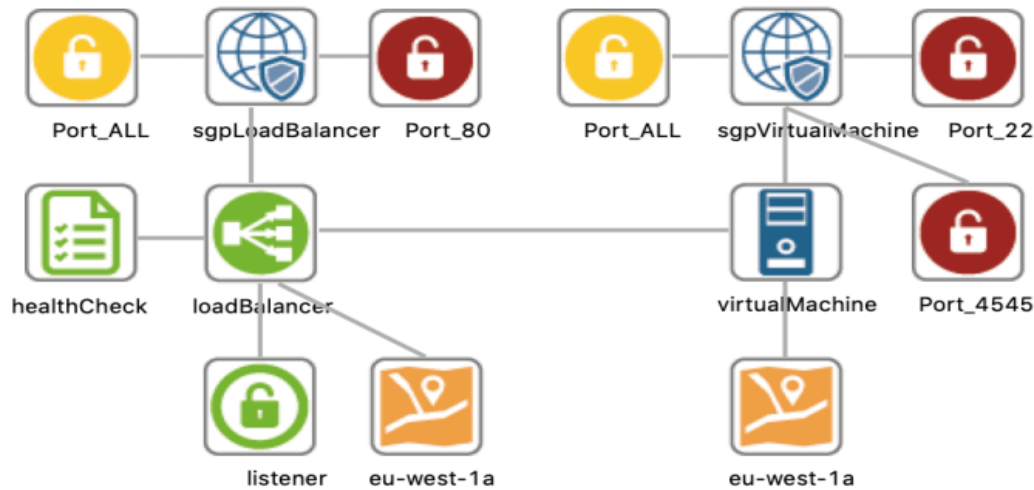 Port_ALL sgpLoadBalancer Port_80 Port_ALL sgpVirtualMachine Port_22
healthCheck loadBalancer virtualMachine Port_4545
listener eu-west-1a eu-west-1a